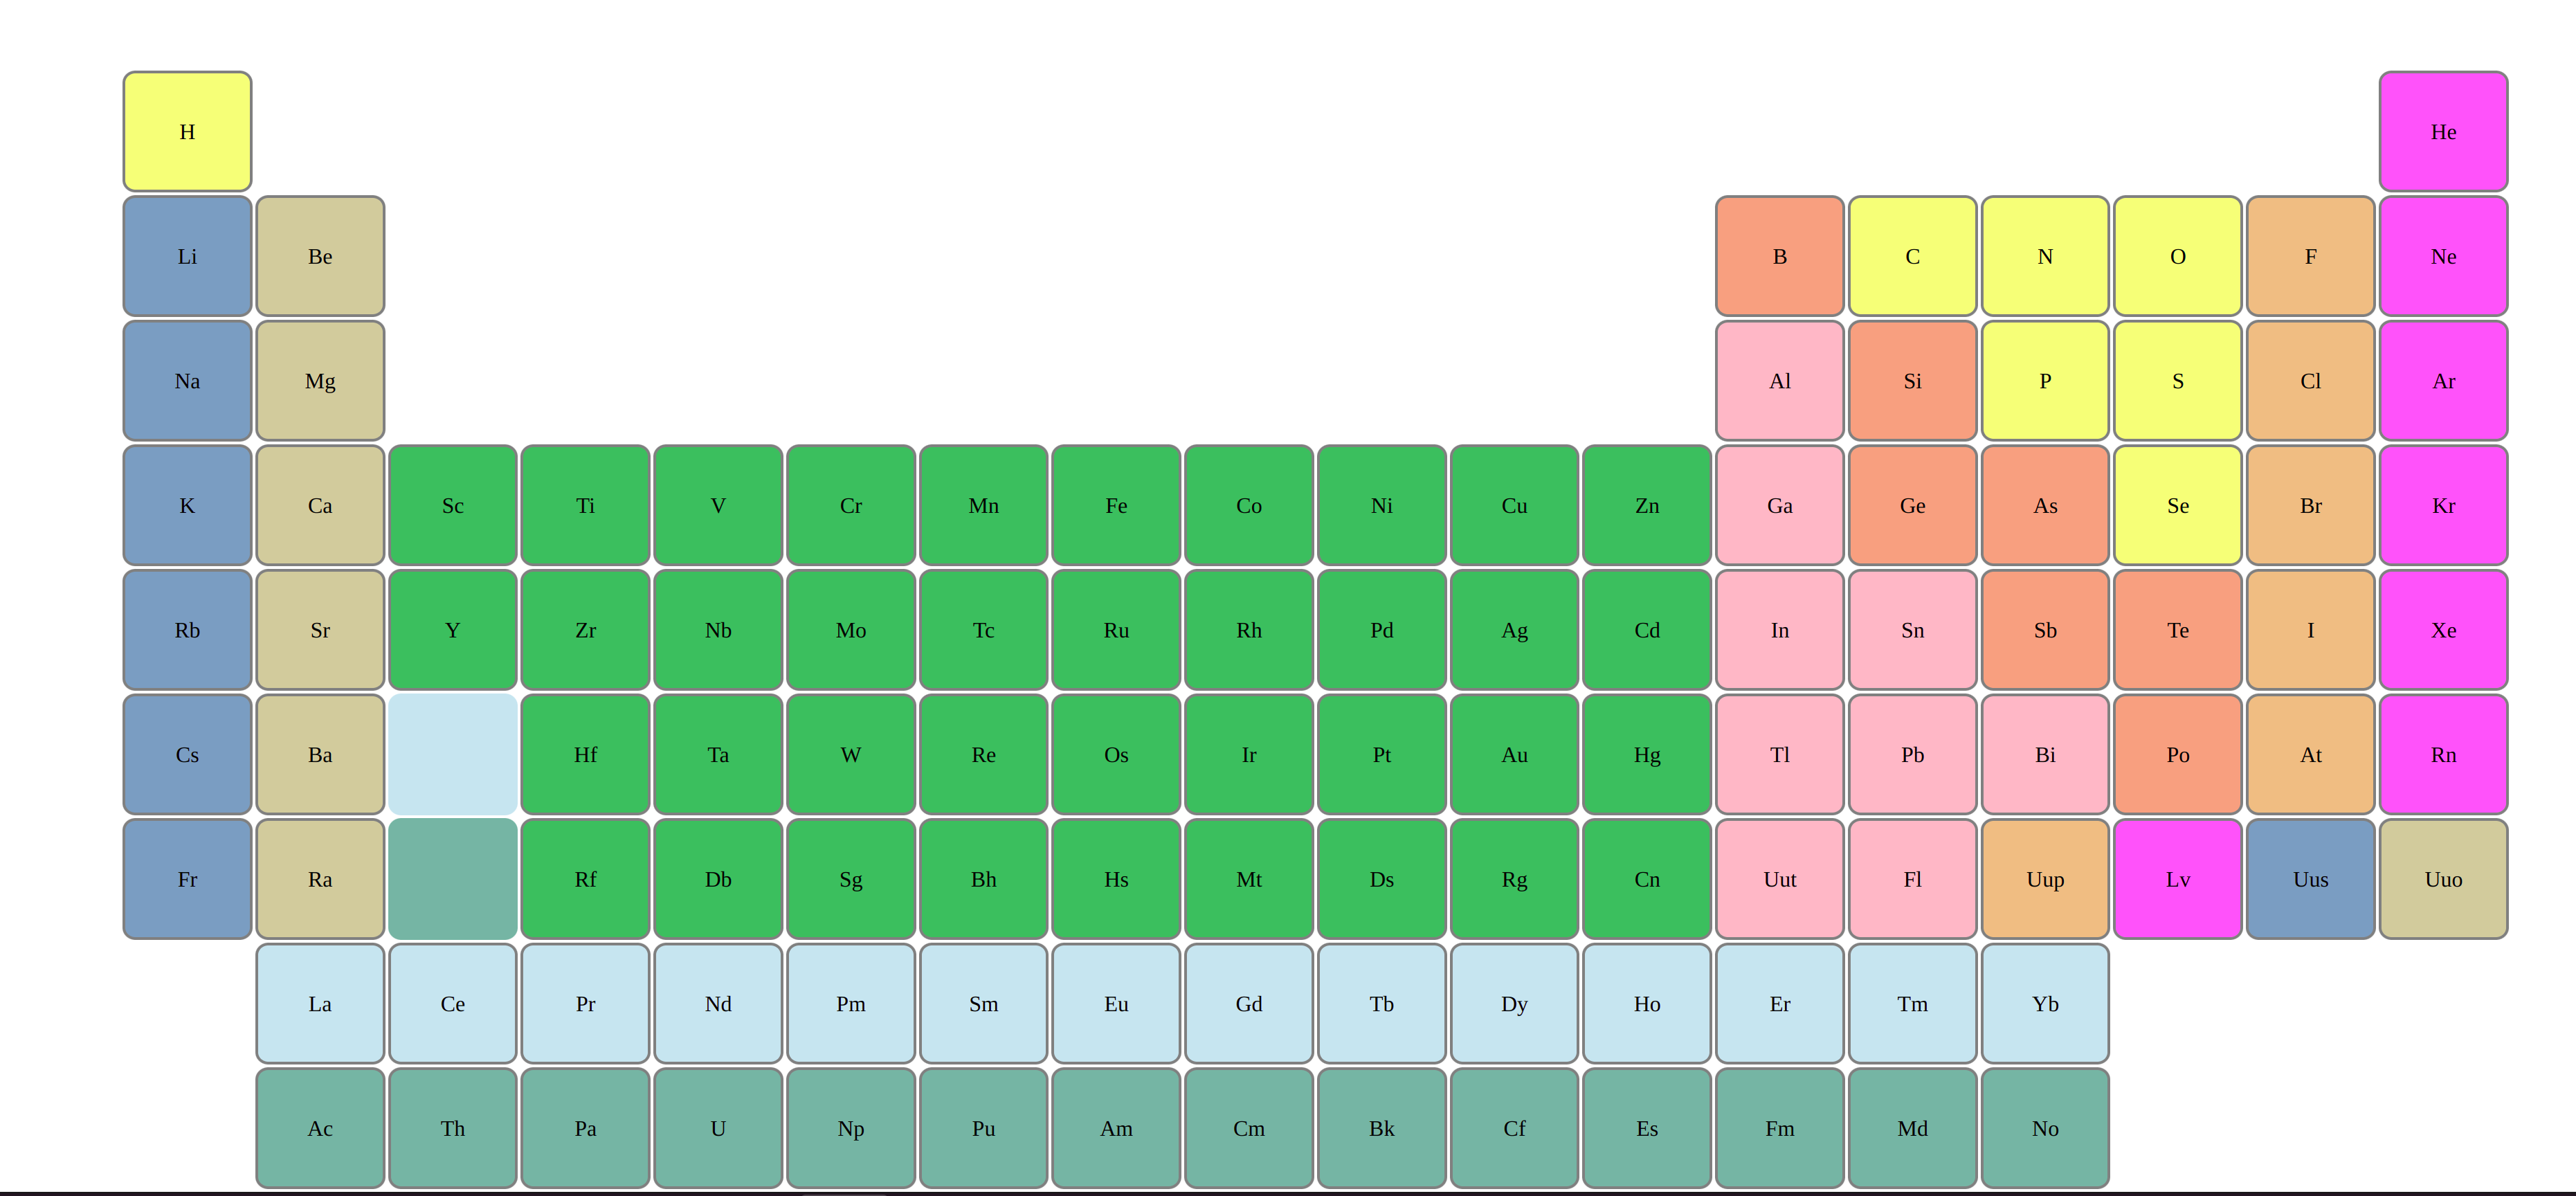 H He
Li Be B C N O F Ne
Na Mg Al Si P S Cl Ar
K Ca Sc Ti V Cr Mn Fe Co Ni Cu Zn Ga Ge As Se Br Kr
Rb Sr Y Zr Nb Mo Tc Ru Rh Pd Ag Cd In Sn Sb Te I Xe
Cs Ba Hf Ta W Re Os Ir Pt Au Hg Tl Pb Bi Po At Rn
Fr Ra Rf Db Sg Bh Hs Mt Ds Rg Cn Uut Fl Uup Lv Uus Uuo
La Ce Pr Nd Pm Sm Eu Gd Tb Dy Ho Er Tm Yb
Ac Th Pa U Np Pu Am Cm Bk Cf Es Fm Md No